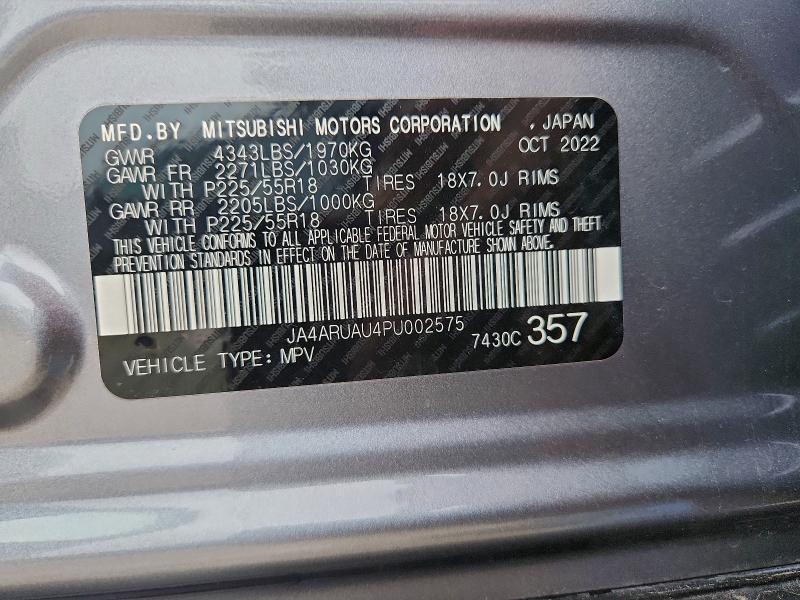 MFD.BY MITSUBISHI MOTORS CORPORATION , JAPAN
GVWR 4343LBS/1970KG OCT 2022
GAWR FR 2271LBS/1030KG
WITH P225/55R18 TIRES 18X7.0J RIMS
GAWR RR 2205LBS/1000KG
WITH P225/55R18 TIRES 18X7.0J RIMS
THIS VEHICLE CONFORMS TO ALL APPLICABLE FEDERAL MOTOR VEHICLE SAFETY AND THEFT
PREVENTION STANDARDS IN EFFECT ON THE DATE OF MANUFACTURE SHOWN ABOVE.
JA4ARUAU4PU002575
VEHICLE TYPE: MPV 7430C 357